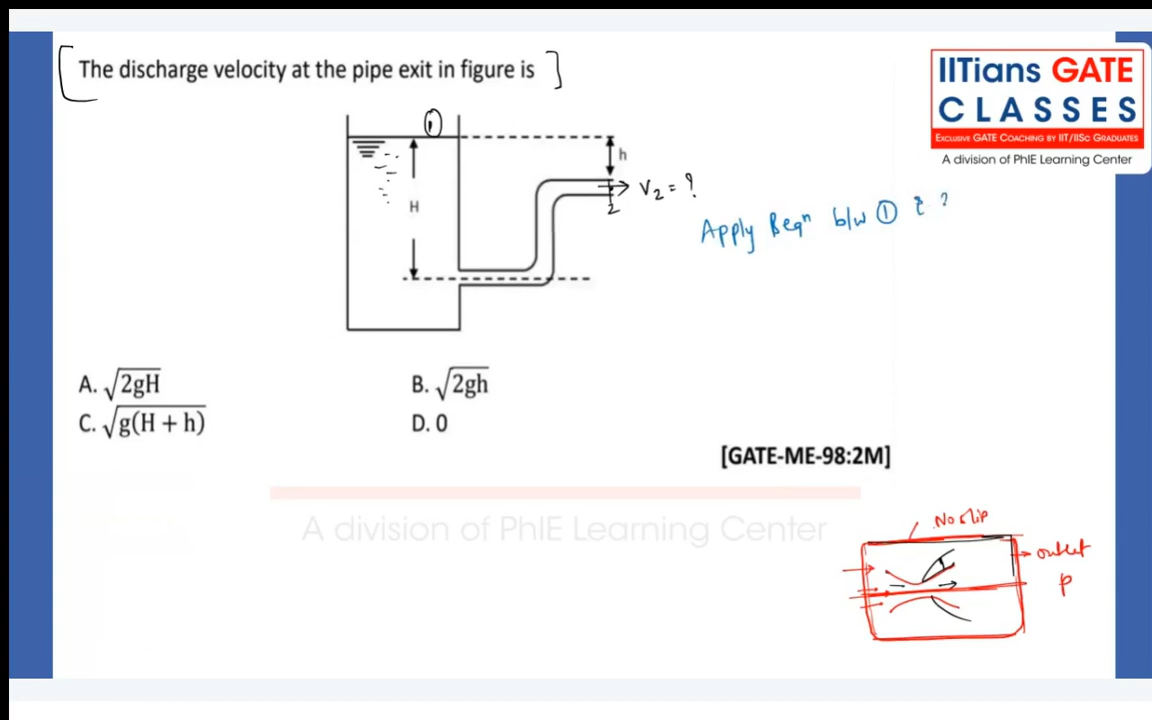 The discharge velocity at the pipe exit in figure is
IITians GATE
CLASSES
EXCLUSIVE GATE COACHING BY IIT/IISC GRADUATES
A division of PhIE Learning Center
1
h
V2 = ?
2
H
Apply Beqn b/w ① & 2
A. √2gH
B. √2gh
C. √g(H + h)
D. 0
[GATE-ME-98:2M]
A division of PhIE Learning Center
No slip
outlet
P